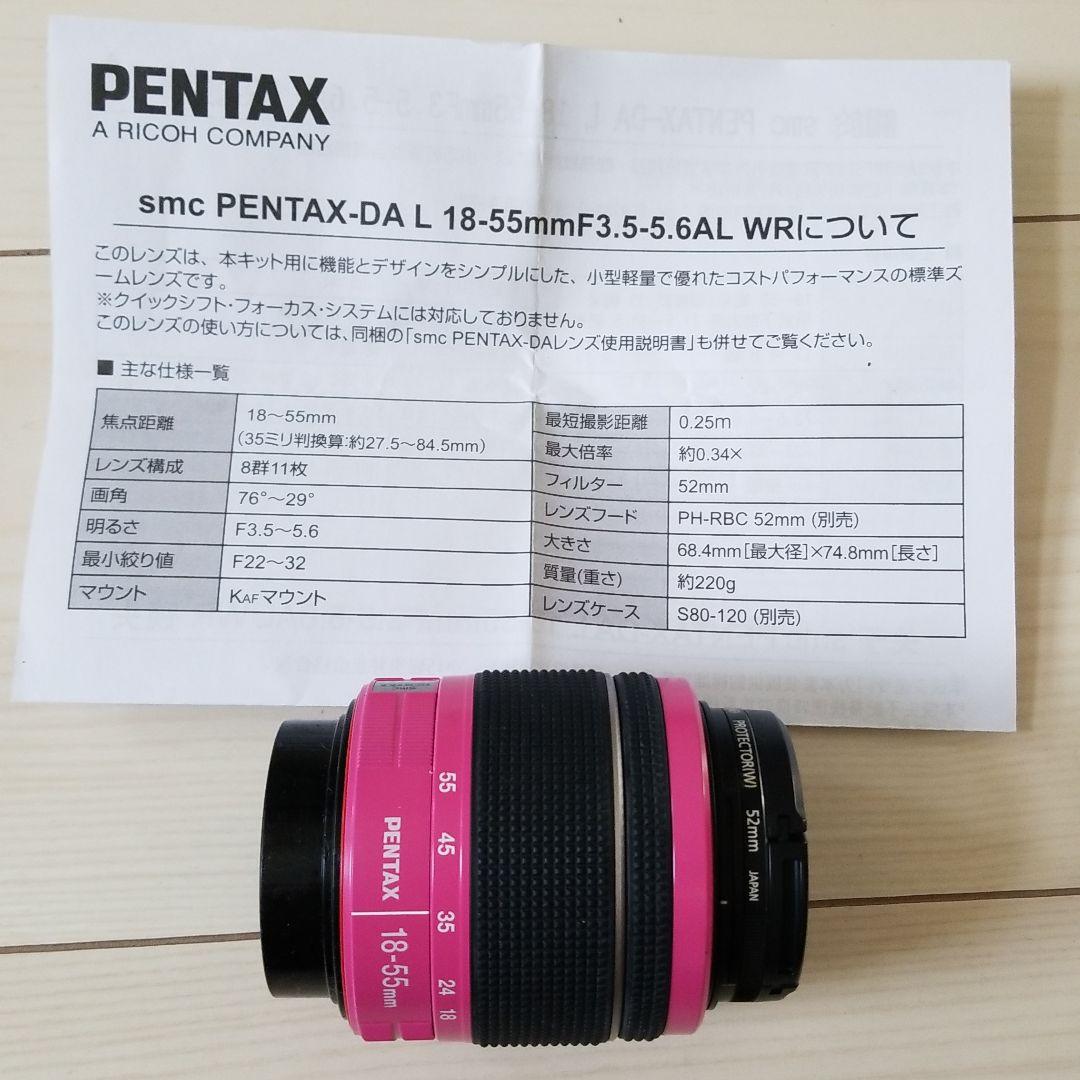 PENTAX
A RICOH COMPANY
smc PENTAX-DA L 18-55mmF3.5-5.6AL WRについて
このレンズは、本キット用に機能とデザインをシンプルにした、小型軽量で優れたコストパフォーマンスの標準ズ
ームレンズです。
※クイックシフト・フォーカス・システムには対応しておりません。
このレンズの使い方については、同梱の「smc PENTAX-DAレンズ使用説明書」も併せてご覧ください。
■ 主な仕様一覧
焦点距離 18〜55mm
(35ミリ判換算:約27.5〜84.5mm)
レンズ構成 8群11枚
画角 76°〜29°
明るさ F3.5〜5.6
最小絞り値 F22〜32
マウント KAFマウント
最短撮影距離 0.25m
最大倍率 約0.34×
フィルター 52mm
レンズフード PH-RBC 52mm (別売)
大きさ 68.4mm[最大径]×74.8mm[長さ]
質量(重さ) 約220g
レンズケース S80-120 (別売)
55 45 35 24 18
PENTAX 18-55mm
PROTECTOR(W) 52mm JAPAN